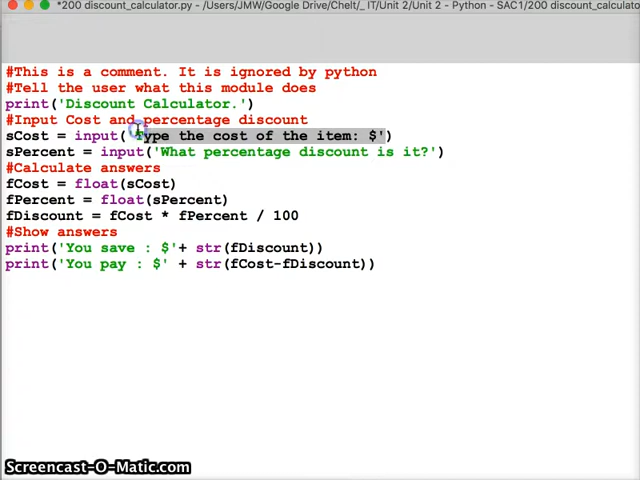 *200 discount_calculator.py - /Users/JMW/Google Drive/Chelt/_ IT/Unit 2/Unit 2 - Python - SAC1/200 discount_calculato
#This is a comment. It is ignored by python
#Tell the user what this module does
print('Discount Calculator.')
#Input Cost and percentage discount
sCost = input('Type the cost of the item: $')
sPercent = input('What percentage discount is it?')
#Calculate answers
fCost = float(sCost)
fPercent = float(sPercent)
fDiscount = fCost * fPercent / 100
#Show answers
print('You save : $'+ str(fDiscount))
print('You pay : $' + str(fCost-fDiscount))
Screencast-O-Matic.com